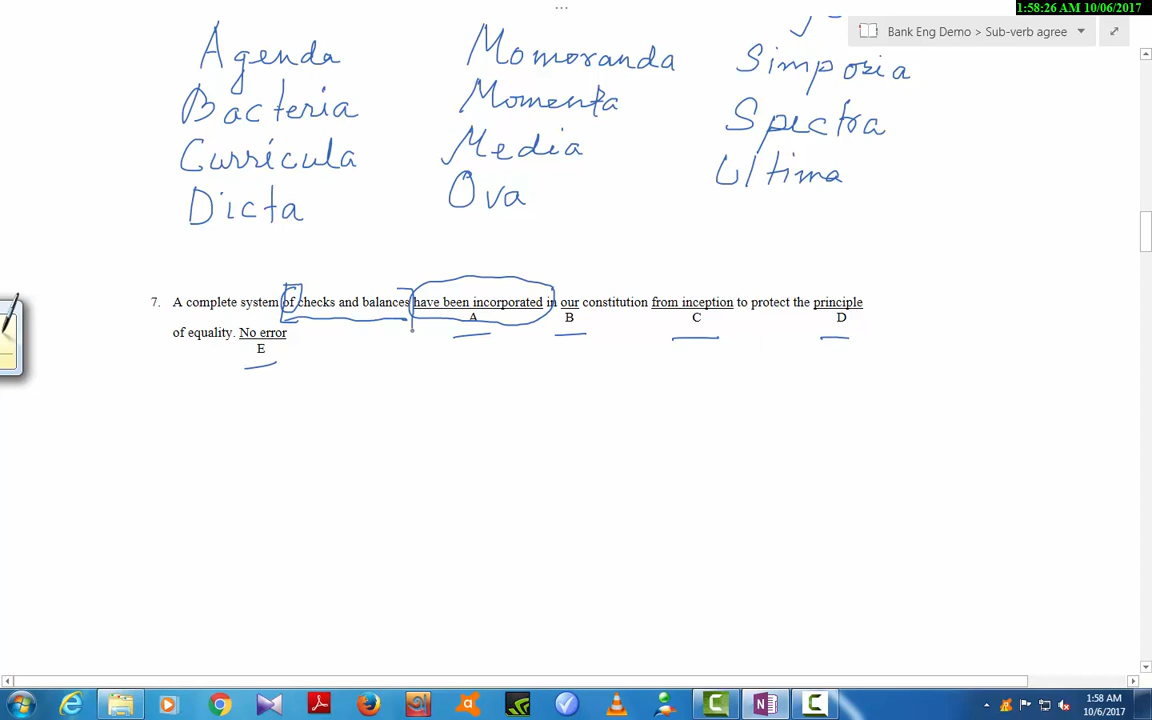 1:58:26 AM 10/06/2017
Bank Eng Demo > Sub-verb agree
Agenda Momoranda Simposia
Bacteria Momenta Spectra
Curricula Media Ultima
Dicta Ova
7. A complete system of checks and balances have been incorporated in our constitution from inception to protect the principle
A B C D
of equality. No error
E
1:58 AM
10/6/2017